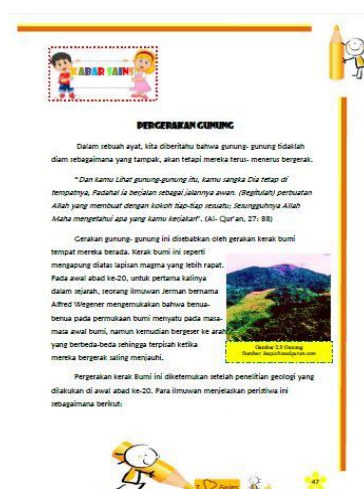 KABAR SAINS
PERGERAKAN GUNUNG
Dalam sebuah ayat, kita diberitahu bahwa gunung- gunung tidaklah
diam sebagaimana yang tampak, akan tetapi mereka terus- menerus bergerak.
"Dan kamu Lihat gunung-gunung itu, kamu sangka Dia tetap di
tempatnya, Padahal ia berjalan sebagai jalannya awan. (Begitulah) perbuatan
Allah yang membuat dengan kokoh tiap-tiap sesuatu; Sesungguhnya Allah
Maha mengetahui apa yang kamu kerjakan". (Al- Qur'an, 27: 88)
Gerakan gunung- gunung ini disebabkan oleh gerakan kerak bumi
tempat mereka berada. Kerak bumi ini seperti
mengapung diatas lapisan magma yang lebih rapat.
Pada awal abad ke-20, untuk pertama kalinya
dalam sejarah, seorang ilmuwan Jerman bernama
Alfred Wegener mengemukakan bahwa benua-
benua pada permukaan bumi menyatu pada masa-
masa awal bumi, namun kemudian bergeser ke arah
yang berbeda-beda sehingga terpisah ketika
mereka bergerak saling menjauhi.
Gambar 2.8 Gunung
Pergerakan kerak Bumi ini diketemukan setelah penelitian geologi yang
dilakukan di awal abad ke-20. Para ilmuwan menjelaskan peristiwa ini
sebagaimana berikut:
I Sains
47